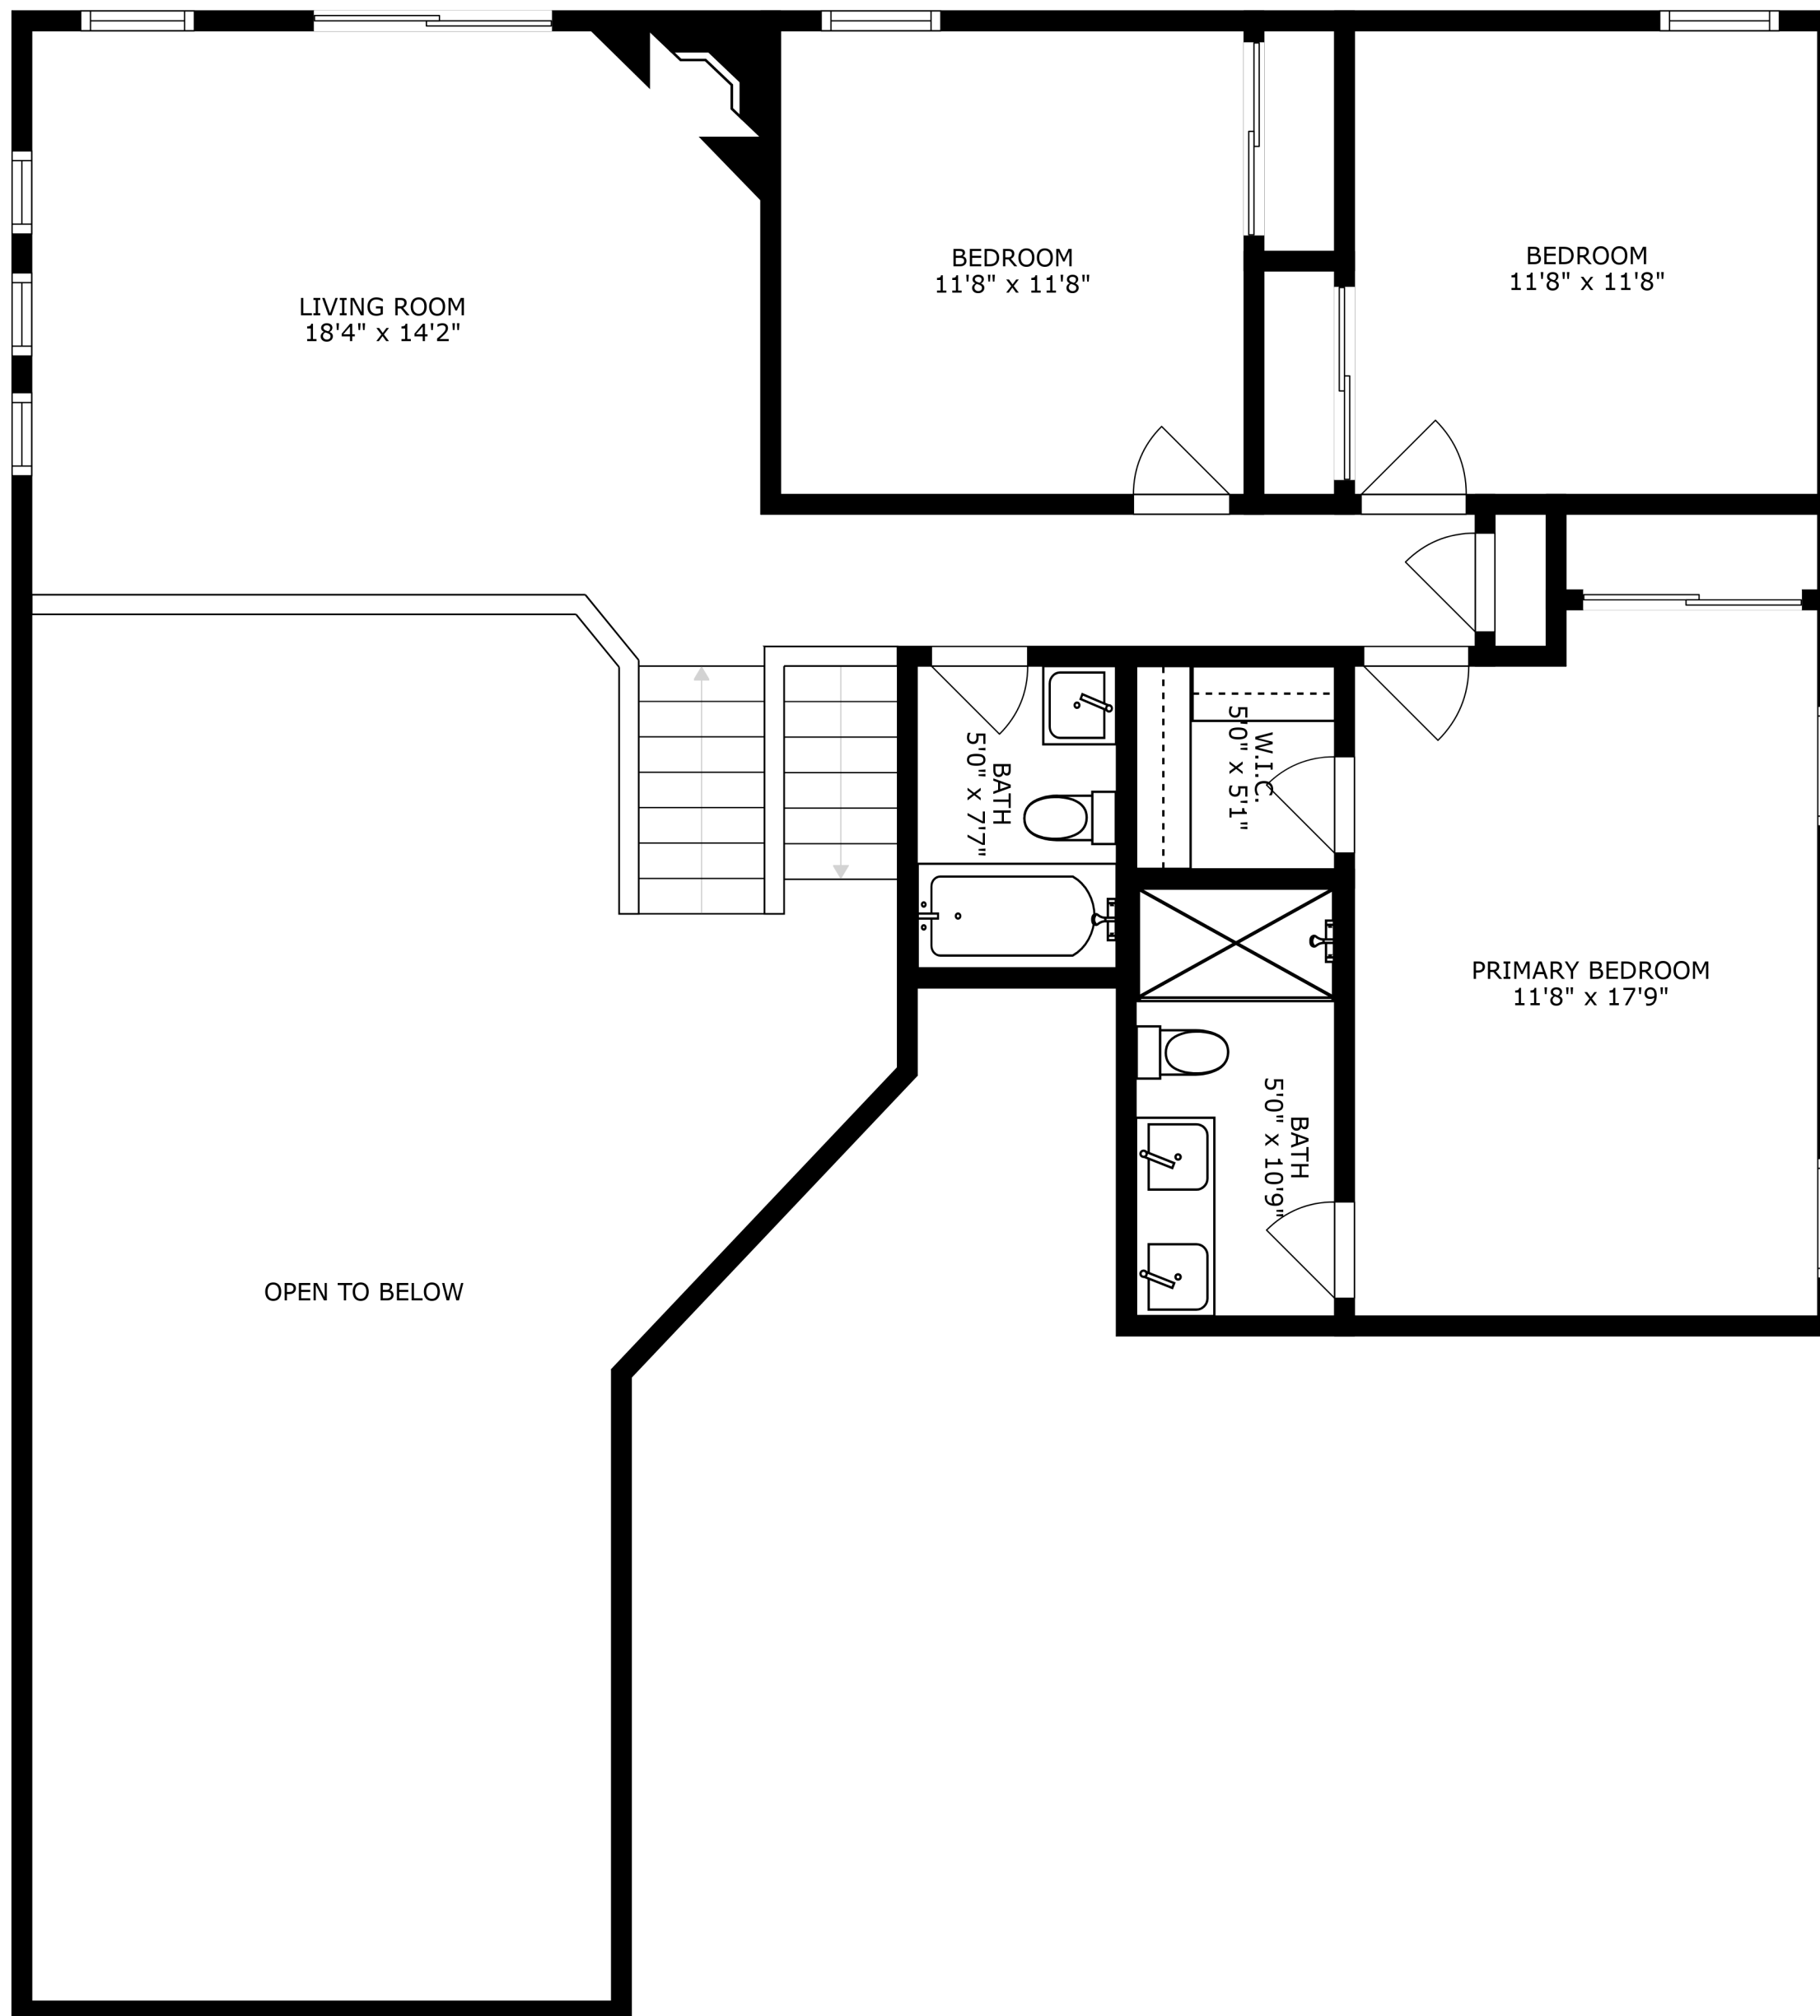 BEDROOM
11'8" x 11'8"
BEDROOM
11'8" x 11'8"
LIVING ROOM
18'4" x 14'2"
BATH
5'0" x 7'7"
W.I.C.
5'0" x 5'1"
PRIMARY BEDROOM
11'8" x 17'9"
BATH
5'0" x 10'9"
OPEN TO BELOW